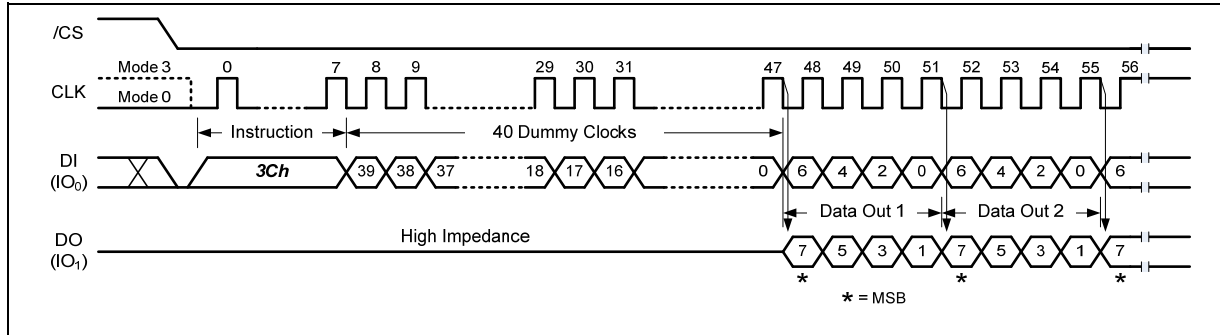 /CS
Mode 3 0 7 8 9 29 30 31 47 48 49 50 51 52 53 54 55 56
CLK
Mode 0
Instruction 40 Dummy Clocks
DI
(IO0)
3Ch 39 38 37 18 17 16 0 6 4 2 0 6 4 2 0 6
Data Out 1 Data Out 2
High Impedance
DO
(IO1)
7 5 3 1 7 5 3 1 7
* * *
* = MSB